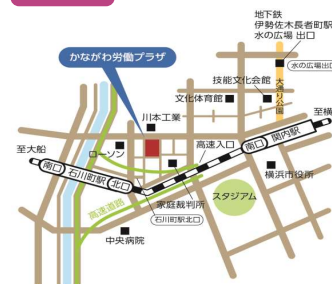 地下鉄
伊勢佐木長者町駅
水の広場 出口
水の広場出口
かながわ労働プラザ
技能文化会館
大通り公園
文化体育館
川本工業
至横
高速入口
南口 関内駅
至大船
ローソン
南口 石川町駅 北口
横浜市役所
家庭裁判所
スタジアム
石川町駅北口
高速道路
中央病院